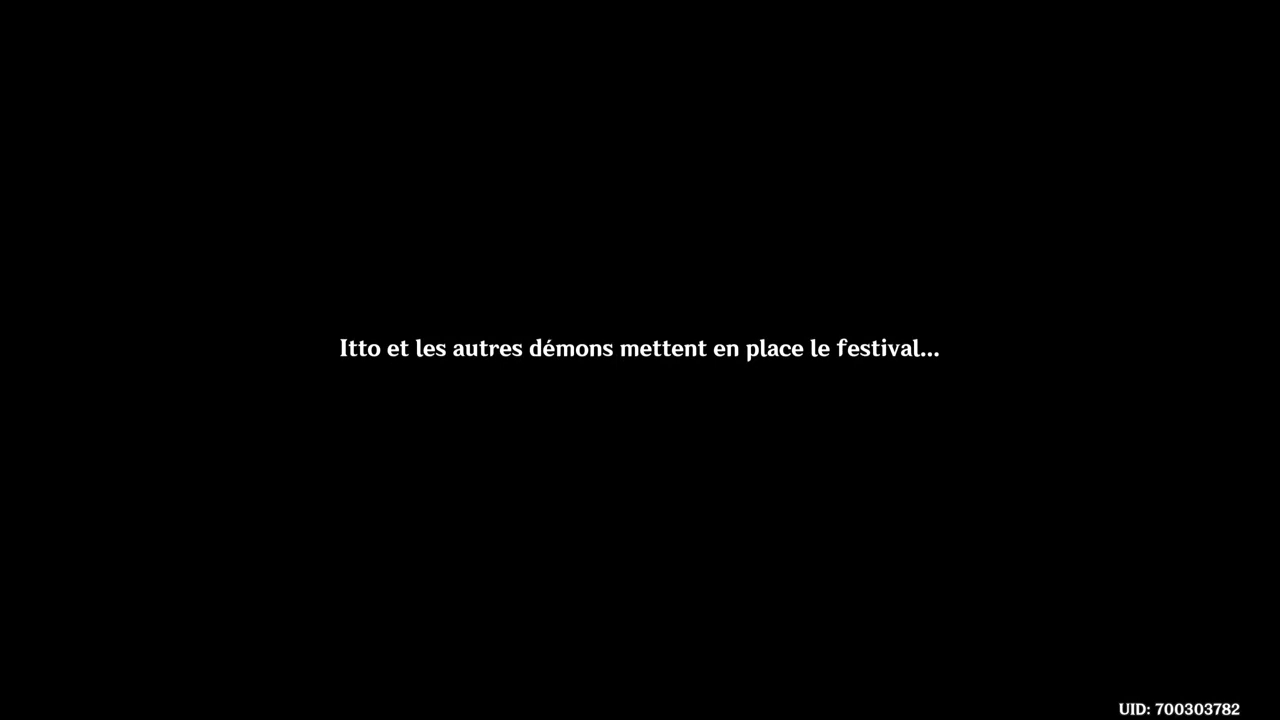 Itto et les autres démons mettent en place le festival...
UID: 700303782